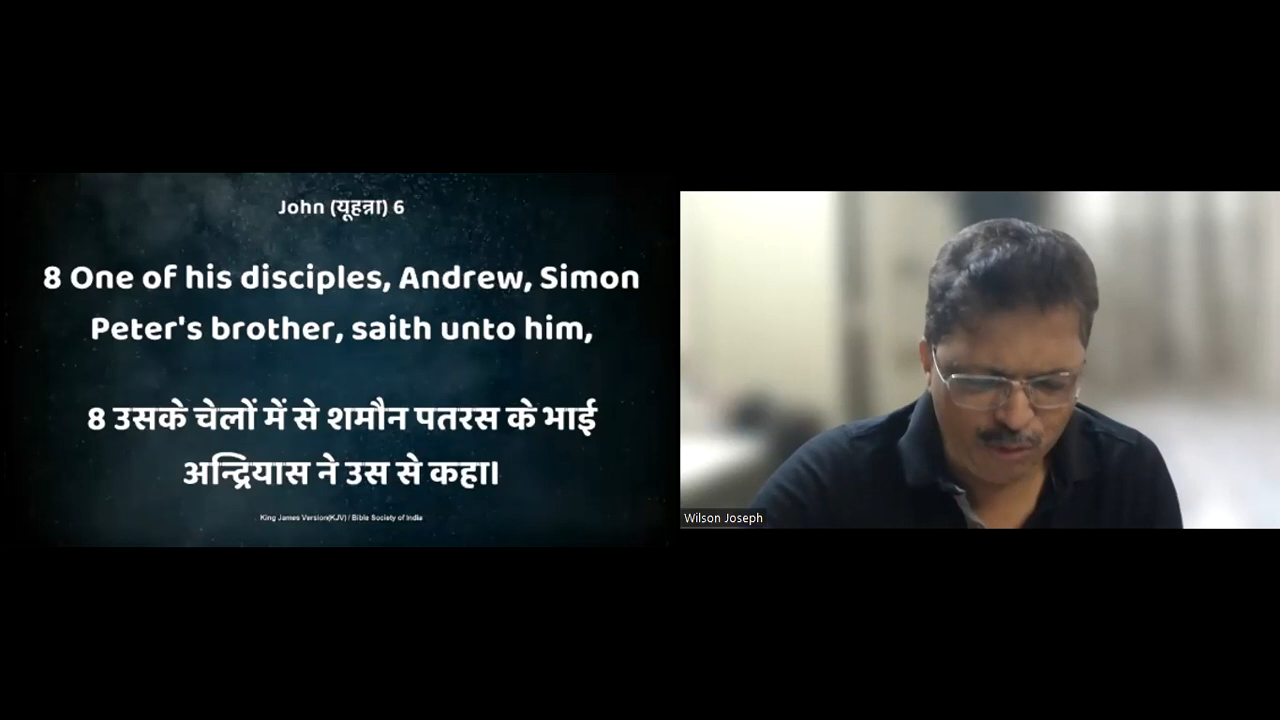 John (यूहन्ना) 6
8 One of his disciples, Andrew, Simon
Peter's brother, saith unto him,
8 उसके चेलों में से शमौन पतरस के भाई
अन्द्रियास ने उस से कहा।
King James Version(KJV) / Bible Society of India
Wilson Joseph